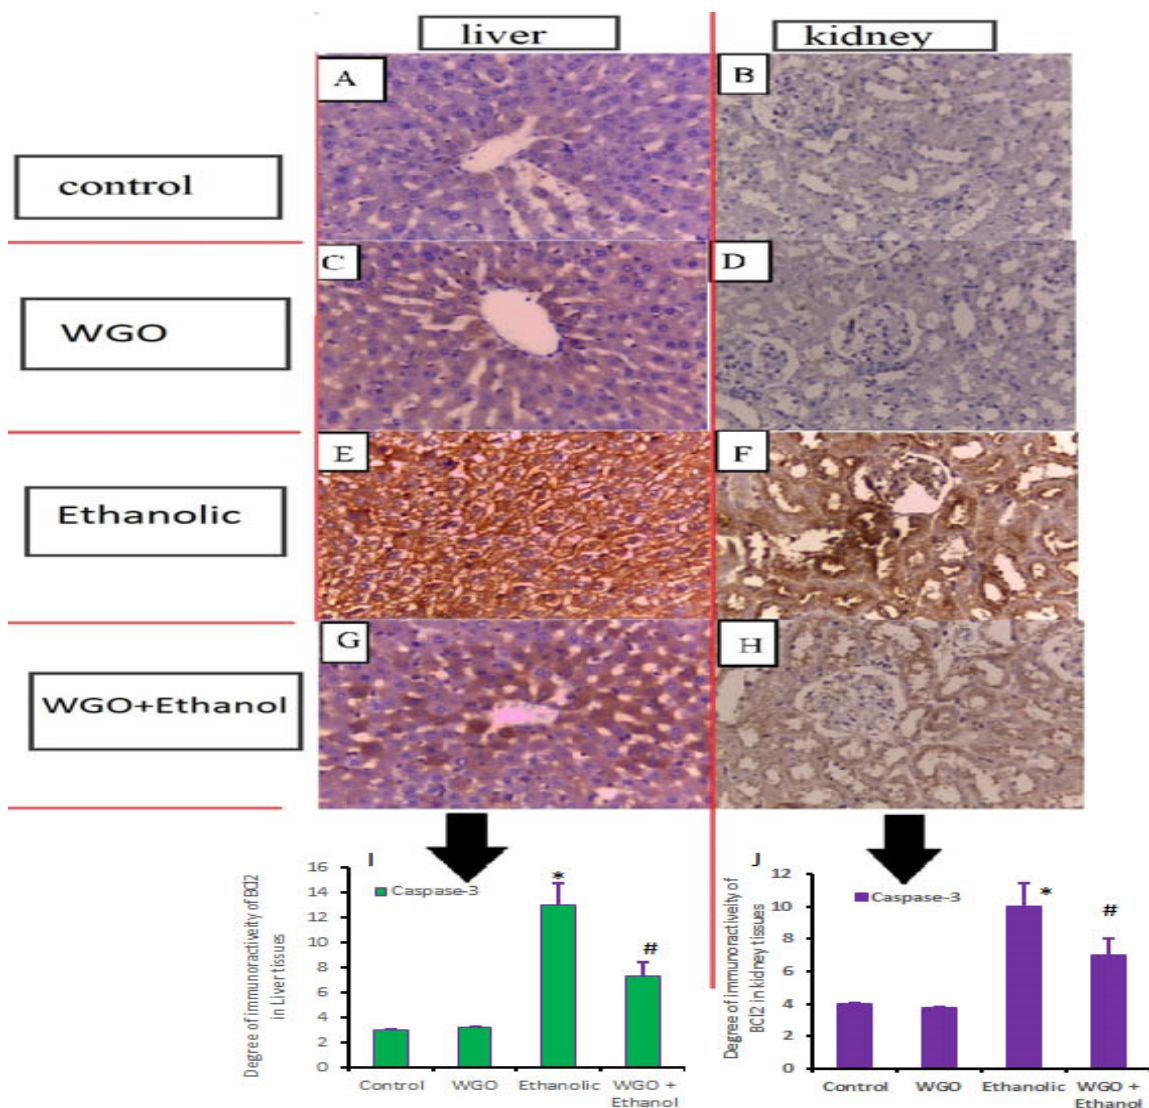 liver
kidney
A
B
control
C
D
WGO
E
F
Ethanolic
G
H
WGO+Ethanol
I
Degree of immunoractiveity of BCl2
in Liver tissues
16
14
12
10
8
6
4
2
0
Caspase-3
*
#
Control
WGO
Ethanolic
WGO +
Ethanol
J
Degree of immunoractiveity of
BCl2 in kidney tissues
12
10
8
6
4
2
0
Caspase-3
*
#
Control
WGO
Ethanolic
WGO +
Ethanol